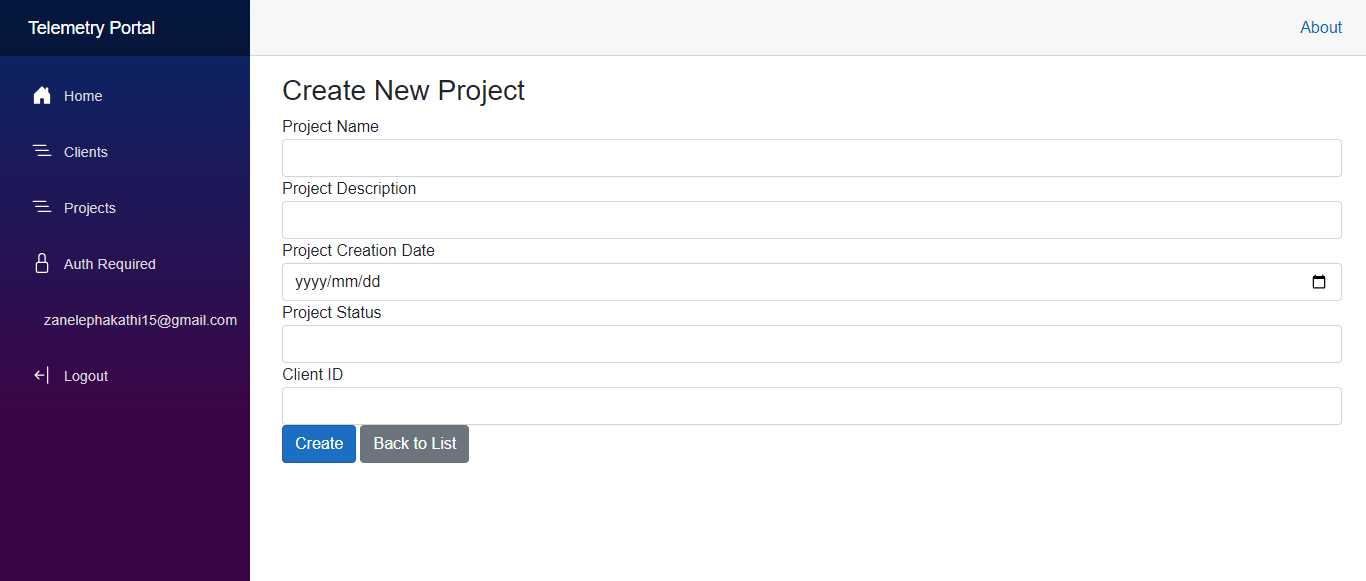 Telemetry Portal
About
Home
Clients
Projects
Auth Required
zanelephakathi15@gmail.com
Logout
Create New Project
Project Name
Project Description
Project Creation Date
yyyy/mm/dd
Project Status
Client ID
Create
Back to List